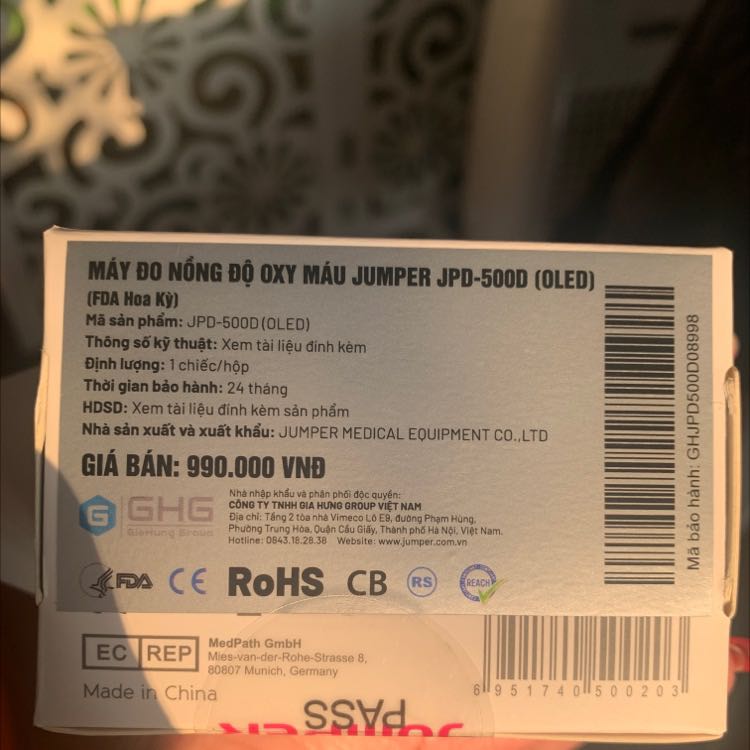 MÁY ĐO NỒNG ĐỘ OXY MÁU JUMPER JPD-500D (OLED)
(FDA Hoa Kỳ)
Mã sản phẩm: JPD-500D (OLED)
Thông số kỹ thuật: Xem tài liệu đính kèm
Định lượng: 1 chiếc/hộp
Thời gian bảo hành: 24 tháng
HDSD: Xem tài liệu đính kèm sản phẩm
Nhà sản xuất và xuất khẩu: JUMPER MEDICAL EQUIPMENT CO.,LTD
GIÁ BÁN: 990.000 VNĐ
G GHG
GiaHung Group
Nhà nhập khẩu và phân phối độc quyền:
CÔNG TY TNHH GIA HƯNG GROUP VIỆT NAM
Địa chỉ: Tầng 2 tòa nhà Vimeco Lô E9, đường Phạm Hùng,
Phường Trung Hòa, Quận Cầu Giấy, Thành phố Hà Nội, Việt Nam.
Hotline: 0843.18.28.38 Website: www.jumper.com.vn
FDA CE RoHS CB RS REACH
Mã bảo hành: GHJPD500D08998
EC REP
MedPath GmbH
Mies-van-der-Rohe-Strasse 8,
80807 Munich, Germany
Made in China
6 951740 500203
PASS
JUMPER